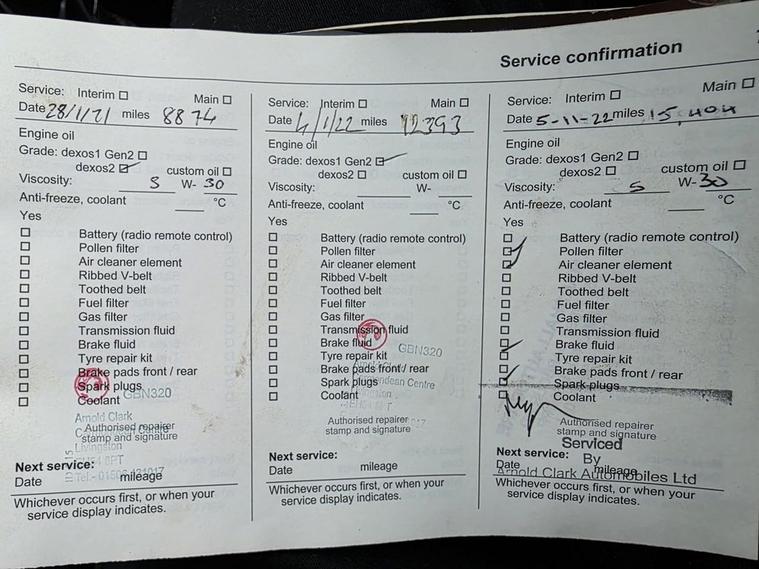 Service confirmation
Service: Interim ☐ Main ☐
Date 28/1/21 miles 8874
Engine oil
Grade: dexos1 Gen2 ☐
dexos2 ☑ custom oil ☐
Viscosity: 5 W- 30
Anti-freeze, coolant °C
Yes
☐ Battery (radio remote control)
☐ Pollen filter
☐ Air cleaner element
☐ Ribbed V-belt
☐ Toothed belt
☐ Fuel filter
☐ Gas filter
☐ Transmission fluid
☐ Brake fluid
☐ Tyre repair kit
☐ Brake pads front / rear
☐ Spark plugs
GBN320
☐ Coolant
Arnold Clark
Authorised repairer
stamp and signature
Livingston
Next service:
Date mileage
Whichever occurs first, or when your
service display indicates.
Service: Interim ☐ Main ☐
Date 4/1/22 miles 12393
Engine oil
Grade: dexos1 Gen2 ☑
dexos2 ☐ custom oil ☐
Viscosity: W-
Anti-freeze, coolant °C
Yes
☐ Battery (radio remote control)
☐ Pollen filter
☐ Air cleaner element
☐ Ribbed V-belt
☐ Toothed belt
☐ Fuel filter
☐ Gas filter
☐ Transmission fluid
☐ Brake fluid
GBN320
☐ Tyre repair kit
☐ Brake pads front / rear
☐ Spark plugs
Centre
☐ Coolant
Authorised repairer
stamp and signature
Next service:
Date mileage
Whichever occurs first, or when your
service display indicates.
Service: Interim ☐ Main ☐
Date 5-11-22 miles 15,404
Engine oil
Grade: dexos1 Gen2 ☐
dexos2 ☐ custom oil ☐
Viscosity: 5 W- 30
Anti-freeze, coolant °C
Yes
☐ Battery (radio remote control)
☑ Pollen filter
☑ Air cleaner element
☐ Ribbed V-belt
☐ Toothed belt
☐ Fuel filter
☐ Gas filter
☐ Transmission fluid
☑ Brake fluid
☐ Tyre repair kit
☑ Brake pads front / rear
☐ Spark plugs
☐ Coolant
Authorised repairer
stamp and signature
Serviced
Next service: By
Date mileage
Arnold Clark Automobiles Ltd
Whichever occurs first, or when your
service display indicates.